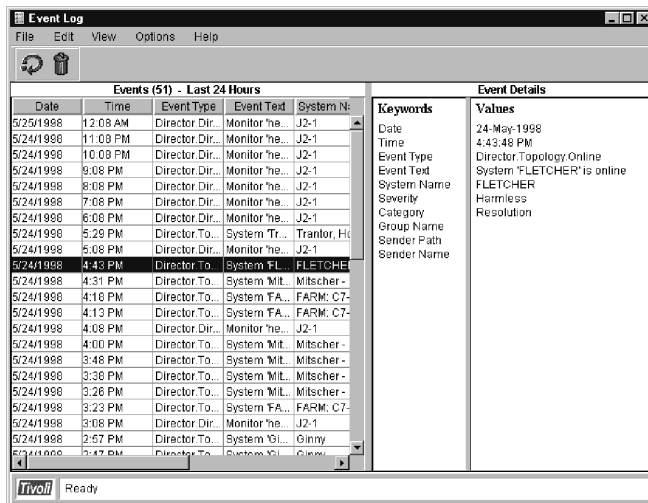 Event Log
File Edit View Options Help
Events (51) - Last 24 Hours
Date Time Event Type Event Text System Na
5/25/1998 12:08 AM Director.Dir... Monitor 'he... J2-1
5/24/1998 11:08 PM Director.Dir... Monitor 'he... J2-1
5/24/1998 10:08 PM Director.Dir... Monitor 'he... J2-1
5/24/1998 9:08 PM Director.Dir... Monitor 'he... J2-1
5/24/1998 8:08 PM Director.Dir... Monitor 'he... J2-1
5/24/1998 7:08 PM Director.Dir... Monitor 'he... J2-1
5/24/1998 6:08 PM Director.Dir... Monitor 'he... J2-1
5/24/1998 5:29 PM Director.To... System 'Tr... Trantor, Ho
5/24/1998 5:08 PM Director.Dir... Monitor 'he... J2-1
5/24/1998 4:43 PM Director.To... System 'FL... FLETCHER
5/24/1998 4:31 PM Director.To... System 'Mit... Mitscher -
5/24/1998 4:18 PM Director.To... System 'FA... FARM: C7-
5/24/1998 4:13 PM Director.To... System 'FA... FARM: C7-
5/24/1998 4:08 PM Director.Dir... Monitor 'he... J2-1
5/24/1998 4:00 PM Director.To... System 'Mit... Mitscher -
5/24/1998 3:48 PM Director.To... System 'Mit... Mitscher -
5/24/1998 3:38 PM Director.To... System 'Mit... Mitscher -
5/24/1998 3:26 PM Director.To... System 'Mit... Mitscher -
5/24/1998 3:23 PM Director.To... System 'FA... FARM: C7-
5/24/1998 3:08 PM Director.Dir... Monitor 'he... J2-1
5/24/1998 2:57 PM Director.To... System 'Gi... Ginny
5/24/1998 2:47 PM Director.To... System 'Gi... Ginny
Event Details
Keywords Values
Date 24-May-1998
Time 4:43:48 PM
Event Type Director.Topology.Online
Event Text System 'FLETCHER' is online
System Name FLETCHER
Severity Harmless
Category Resolution
Group Name
Sender Path
Sender Name
Tivoli Ready